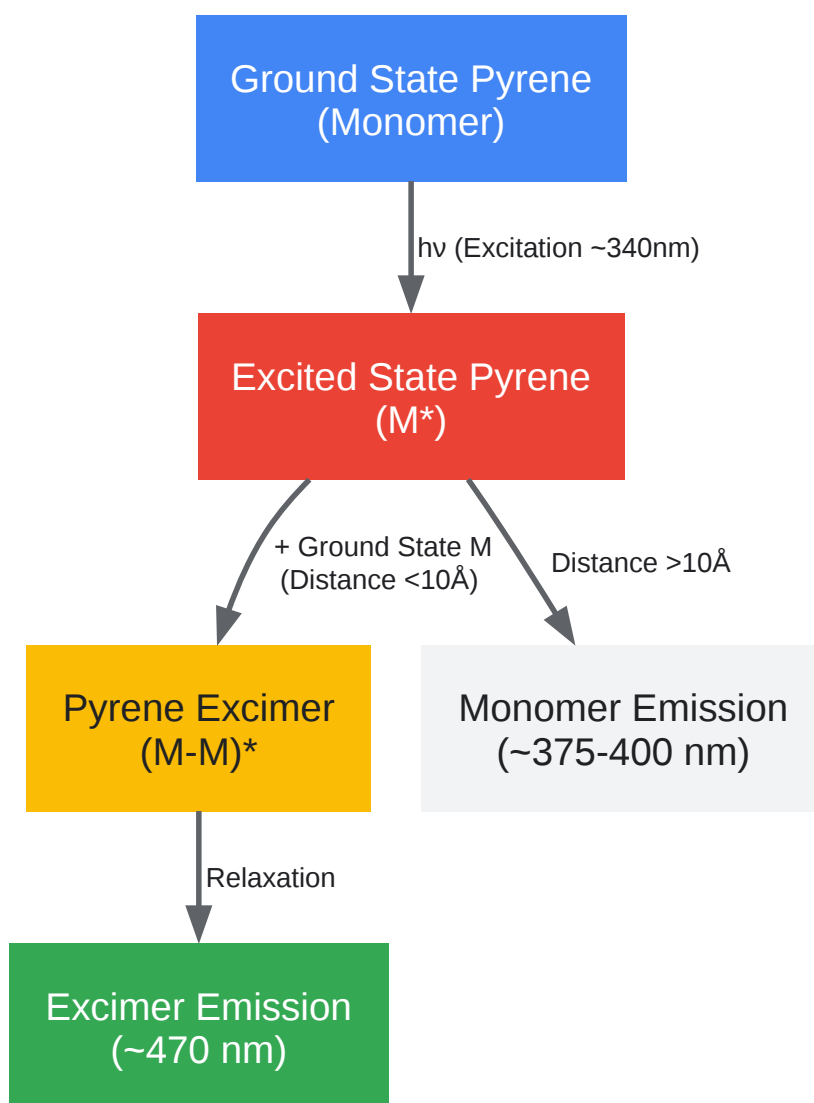 Ground State Pyrene
(Monomer)
hν (Excitation ~340nm)
Excited State Pyrene
(M*)
+ Ground State M
(Distance <10Å)
Distance >10Å
Pyrene Excimer
(M-M)*
Monomer Emission
(~375-400 nm)
Relaxation
Excimer Emission
(~470 nm)